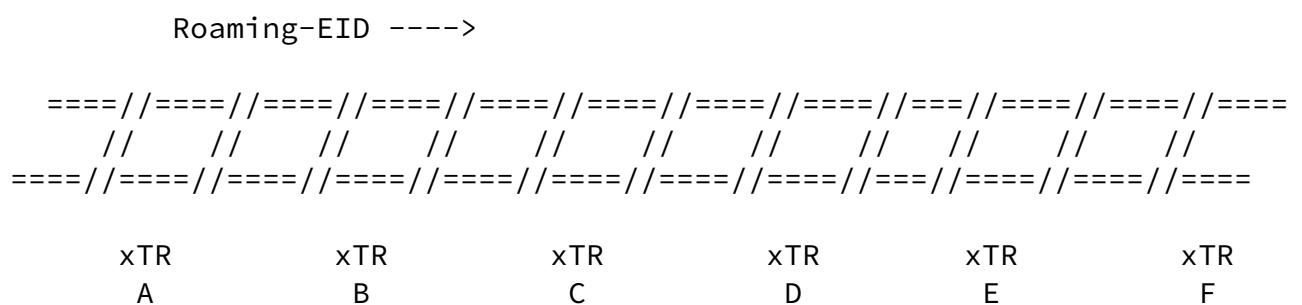 Roaming-EID ---->
====//====//====//====//====//====//====//====//===//====//====//====
// // // // // // // // // // //
====//====//====//====//====//====//====//====//===//====//====//====
xTR xTR xTR xTR xTR xTR
A B C D E F